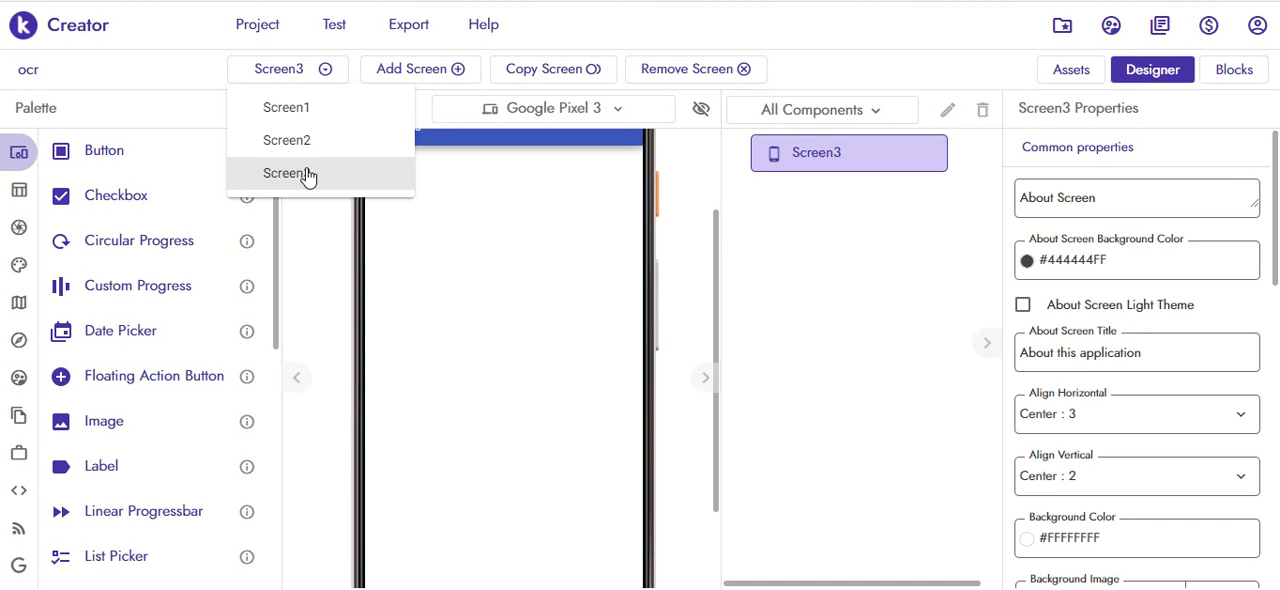 k Creator
Project
Test
Export
Help
ocr
Screen3
Add Screen
Copy Screen
Remove Screen
Assets
Designer
Blocks
Palette
Screen1
Screen2
Google Pixel 3
All Components
Screen3 Properties
Button
Checkbox
Circular Progress
Custom Progress
Date Picker
Floating Action Button
Image
Label
Linear Progressbar
List Picker
Screen3
Common properties
About Screen
About Screen Background Color
#444444FF
About Screen Light Theme
About Screen Title
About this application
Align Horizontal
Center : 3
Align Vertical
Center : 2
Background Color
#FFFFFFFF
Background Image